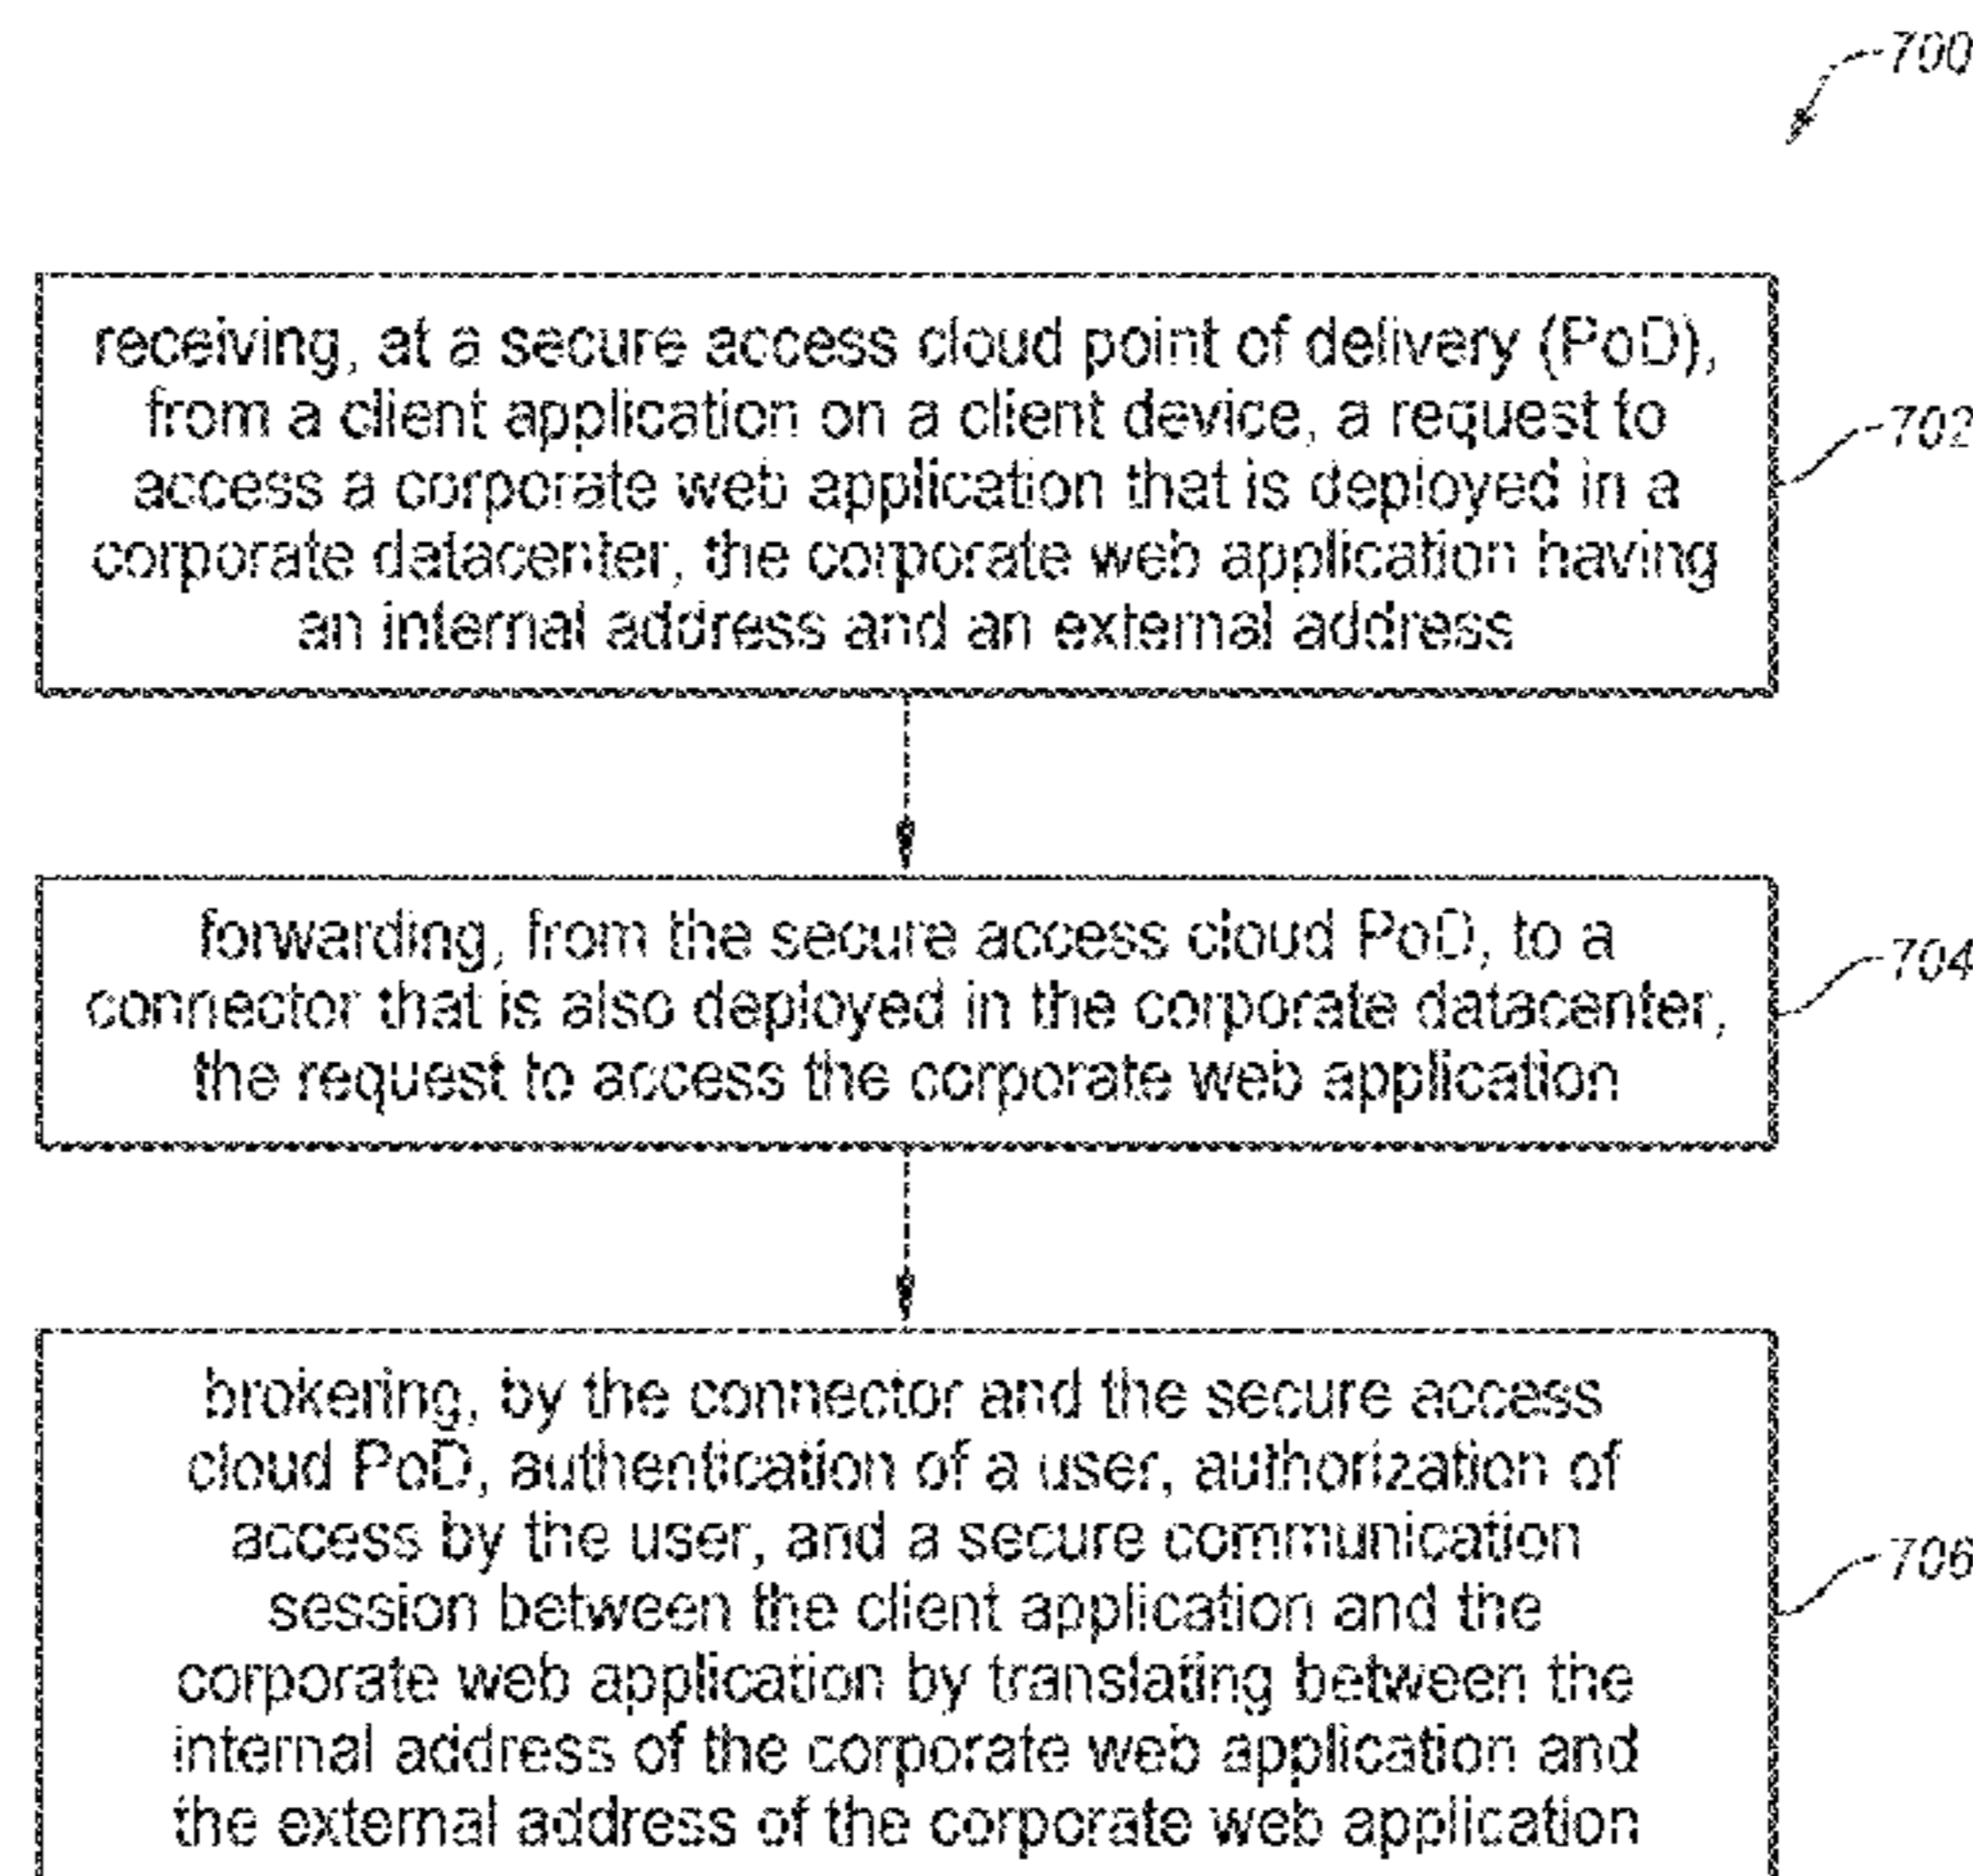 700
receiving, at a secure access cloud point of delivery (PoD),
from a client application on a client device, a request to
access a corporate web application that is deployed in a
corporate datacenter, the corporate web application having
an internal address and an external address
702
forwarding, from the secure access cloud PoD, to a
connector that is also deployed in the corporate datacenter,
the request to access the corporate web application
704
brokering, by the connector and the secure access
cloud PoD, authentication of a user, authorization of
access by the user, and a secure communication
session between the client application and the
corporate web application by translating between the
internal address of the corporate web application and
the external address of the corporate web application
706